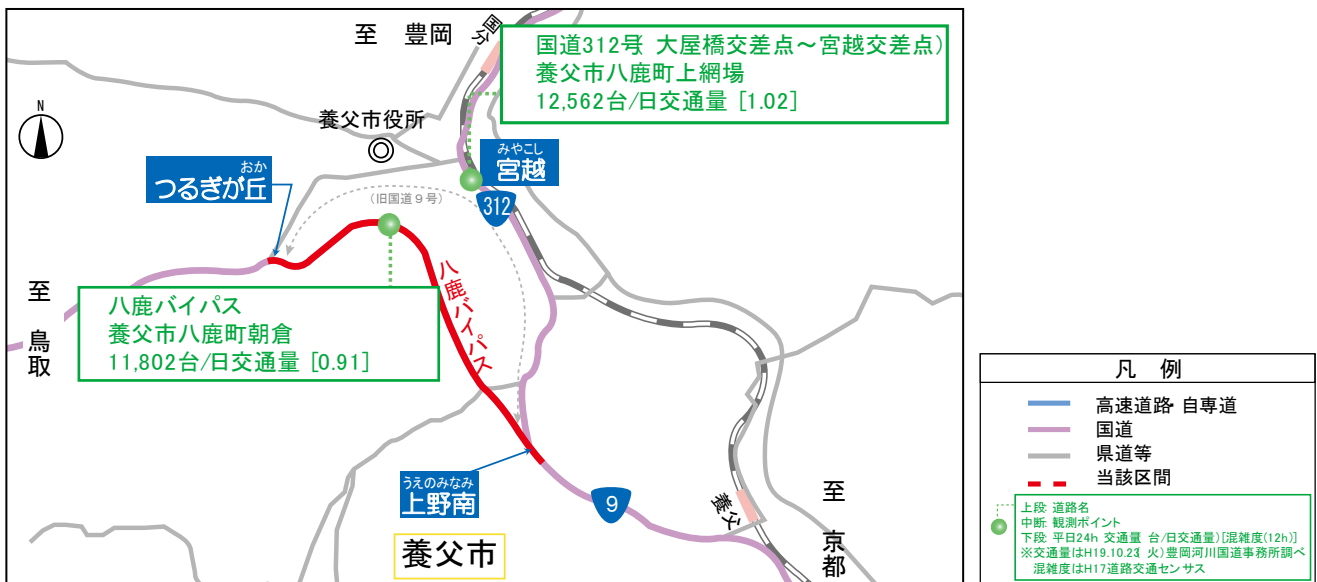 至 豊岡
国分
国道312号 大屋橋交差点～宮越交差点)
養父市八鹿町上網場
12,562台/日交通量 [1.02]
N
養父市役所
みやこし
宮越
おか
つるぎが丘
(旧国道9号)
312
至 鳥取
八鹿バイパス
八鹿バイパス
養父市八鹿町朝倉
11,802台/日交通量 [0.91]
うえのみなみ
上野南
9
養父
至 京都
養父市
凡 例
高速道路 自専道
国道
県道等
当該区間
上段 道路名
中断 観測ポイント
下段 平日24h 交通量 台/日交通量)[混雑度(12h)]
※交通量はH19.10.23 火)豊岡河川国道事務所調べ
混雑度はH17道路交通センサス